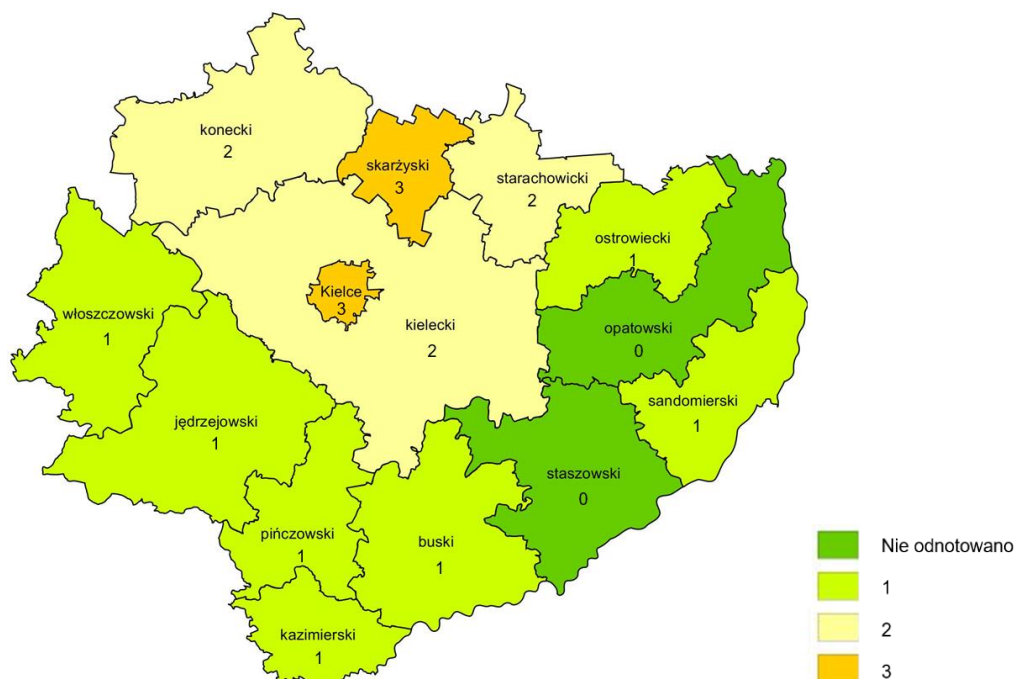 konecki
2
skarżyski
3
starachowicki
2
ostrowiecki
1
Kielce
3
kielecki
2
włoszczowski
1
opatowski
0
sandomierski
1
jędrzejowski
1
staszowski
0
pińczowski
1
buski
1
kazimierski
1
Nie odnotowano
1
2
3